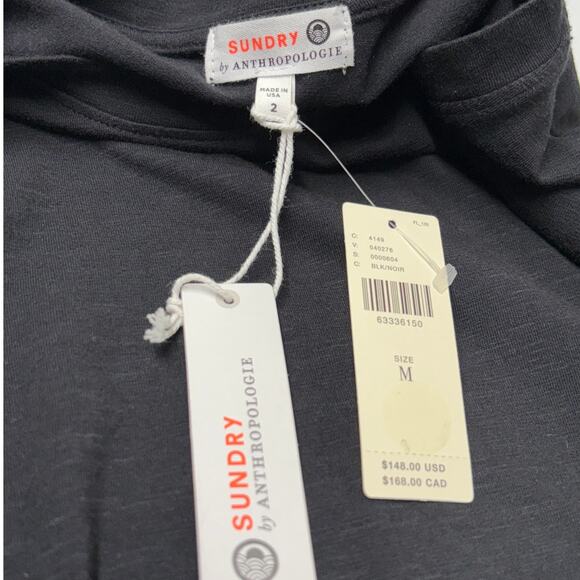 SUNDRY
by ANTHROPOLOGIE
MADE IN
USA
2
C: 4149
V: 040276
S: 0000604
C: BLK/NOIR
63336150
SIZE
M
$148.00 USD
$168.00 CAD
SUNDRY
by ANTHROPOLOGIE